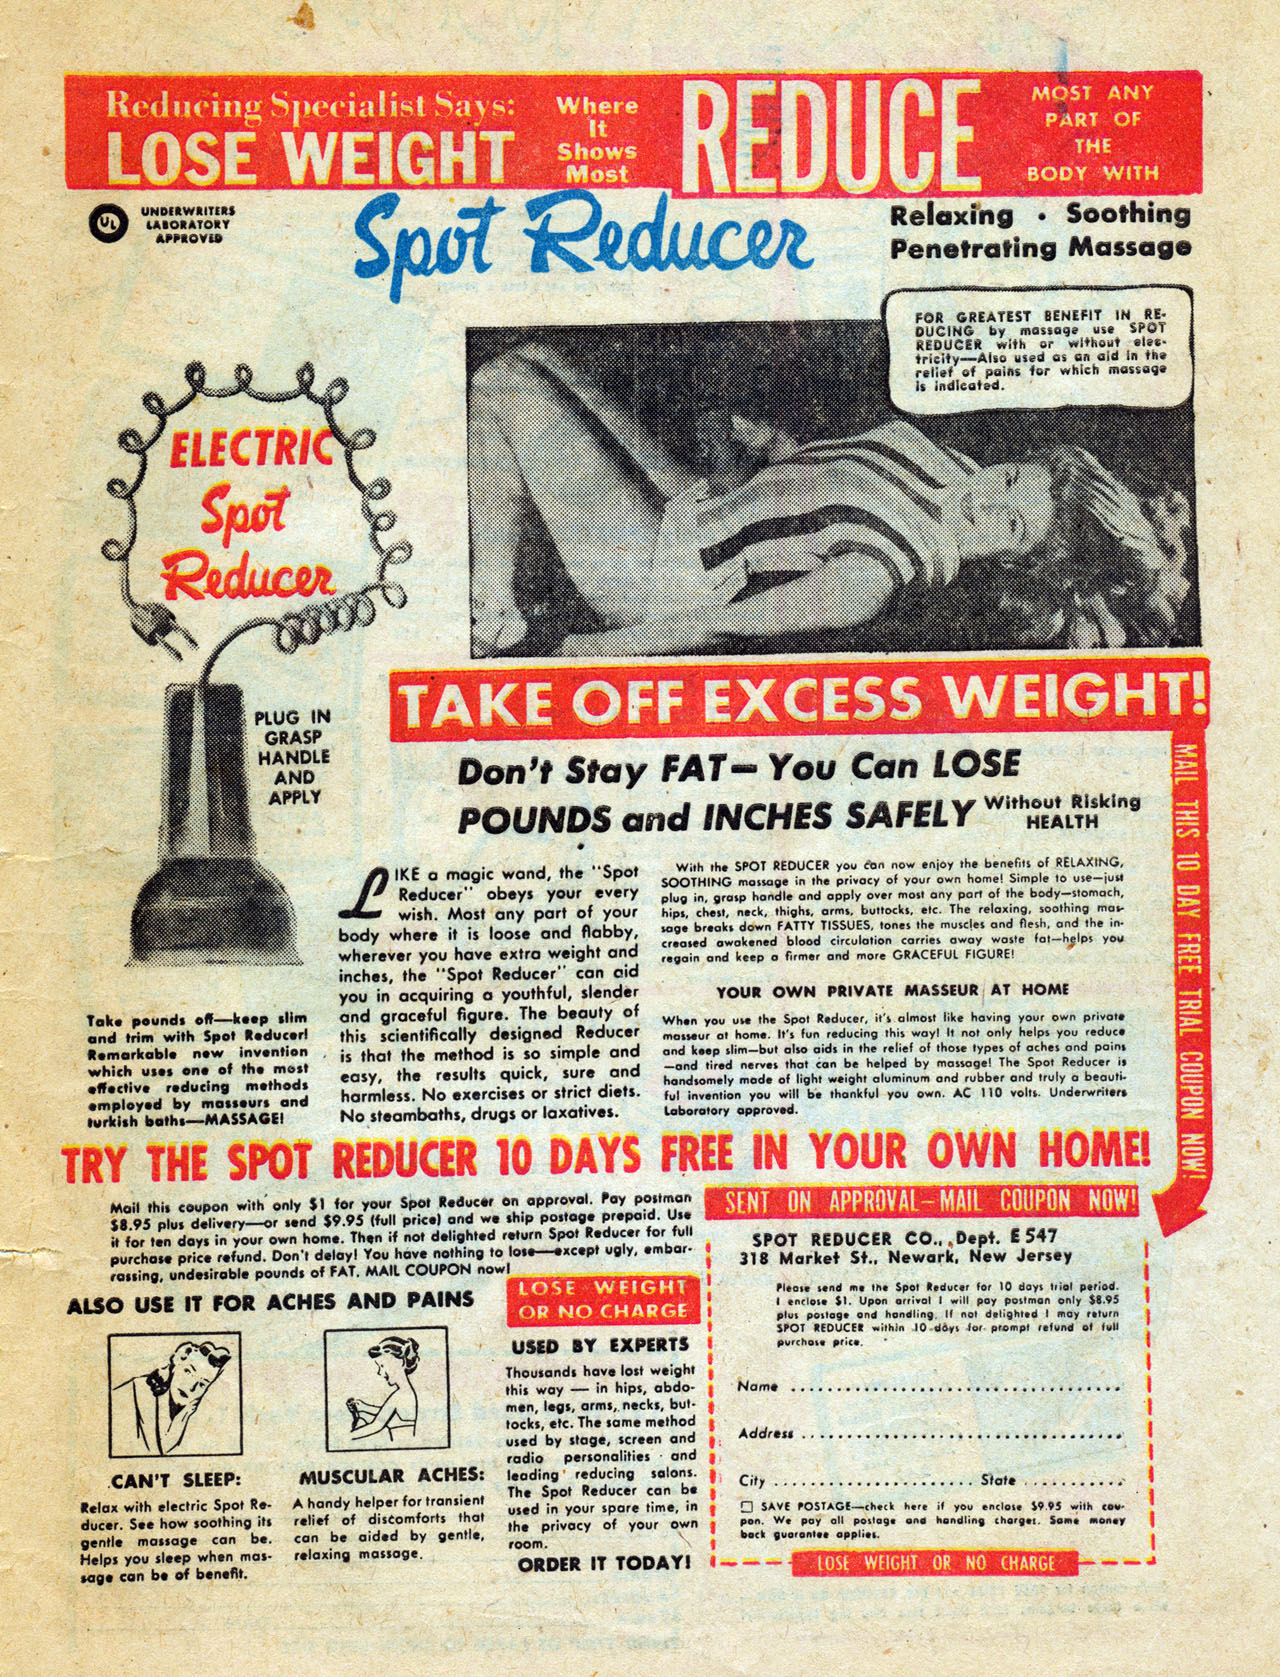 Reducing Specialist Says:
LOSE WEIGHT
Where
It
Shows
Most
REDUCE
MOST ANY
PART OF
THE
BODY WITH
UL
UNDERWRITERS
LABORATORY
APPROVED
Spot Reducer
Relaxing • Soothing
Penetrating Massage
FOR GREATEST BENEFIT IN RE-
DUCING by massage use SPOT
REDUCER with or without elec-
tricity—Also used as an aid in the
relief of pains for which massage
is indicated.
ELECTRIC
Spot
Reducer
PLUG IN
GRASP
HANDLE
AND
APPLY
TAKE OFF EXCESS WEIGHT!
Don't Stay FAT—You Can LOSE
POUNDS and INCHES SAFELY Without Risking
HEALTH
MAIL THIS 10 DAY FREE TRIAL COUPON NOW!
LIKE a magic wand, the "Spot
Reducer" obeys your every
wish. Most any part of your
body where it is loose and flabby,
wherever you have extra weight and
inches, the "Spot Reducer" can aid
you in acquiring a youthful, slender
and graceful figure. The beauty of
this scientifically designed Reducer
is that the method is so simple and
easy, the results quick, sure and
harmless. No exercises or strict diets.
No steambaths, drugs or laxatives.
With the SPOT REDUCER you can now enjoy the benefits of RELAXING,
SOOTHING massage in the privacy of your own home! Simple to use—just
plug in, grasp handle and apply over most any part of the body—stomach,
hips, chest, neck, thighs, arms, buttocks, etc. The relaxing, soothing mas-
sage breaks down FATTY TISSUES, tones the muscles and flesh, and the in-
creased awakened blood circulation carries away waste fat—helps you
regain and keep a firmer and more GRACEFUL FIGURE!
YOUR OWN PRIVATE MASSEUR AT HOME
When you use the Spot Reducer, it's almost like having your own private
masseur at home. It's fun reducing this way! It not only helps you reduce
and keep slim—but also aids in the relief of those types of aches and pains
—and tired nerves that can be helped by massage! The Spot Reducer is
handsomely made of light weight aluminum and rubber and truly a beauti-
ful invention you will be thankful you own. AC 110 volts. Underwriters
Laboratory approved.
Take pounds off—keep slim
and trim with Spot Reducer!
Remarkable new invention
which uses one of the most
effective reducing methods
employed by masseurs and
turkish baths—MASSAGE!
TRY THE SPOT REDUCER 10 DAYS FREE IN YOUR OWN HOME!
Mail this coupon with only $1 for your Spot Reducer on approval. Pay postman
$8.95 plus delivery—or send $9.95 (full price) and we ship postage prepaid. Use
it for ten days in your own home. Then if not delighted return Spot Reducer for full
purchase price refund. Don't delay! You have nothing to lose—except ugly, embar-
rassing, undesirable pounds of FAT. MAIL COUPON now!
ALSO USE IT FOR ACHES AND PAINS
CAN'T SLEEP:
Relax with electric Spot Re-
ducer. See how soothing its
gentle massage can be.
Helps you sleep when mas-
sage can be of benefit.
MUSCULAR ACHES:
A handy helper for transient
relief of discomforts that
can be aided by gentle,
relaxing massage.
LOSE WEIGHT
OR NO CHARGE
USED BY EXPERTS
Thousands have lost weight
this way — in hips, abdo-
men, legs, arms, necks, but-
tocks, etc. The same method
used by stage, screen and
radio personalities and
leading reducing salons.
The Spot Reducer can be
used in your spare time, in
the privacy of your own
room.
ORDER IT TODAY!
SENT ON APPROVAL—MAIL COUPON NOW!
SPOT REDUCER CO., Dept. E 547
318 Market St., Newark, New Jersey
Please send me the Spot Reducer for 10 days trial period.
I enclose $1. Upon arrival I will pay postman only $8.95
plus postage and handling. If not delighted I may return
SPOT REDUCER within 10 days for prompt refund of full
purchase price.
Name
Address
City State
SAVE POSTAGE—check here if you enclose $9.95 with cou-
pon. We pay all postage and handling charges. Same money
back guarantee applies.
LOSE WEIGHT OR NO CHARGE